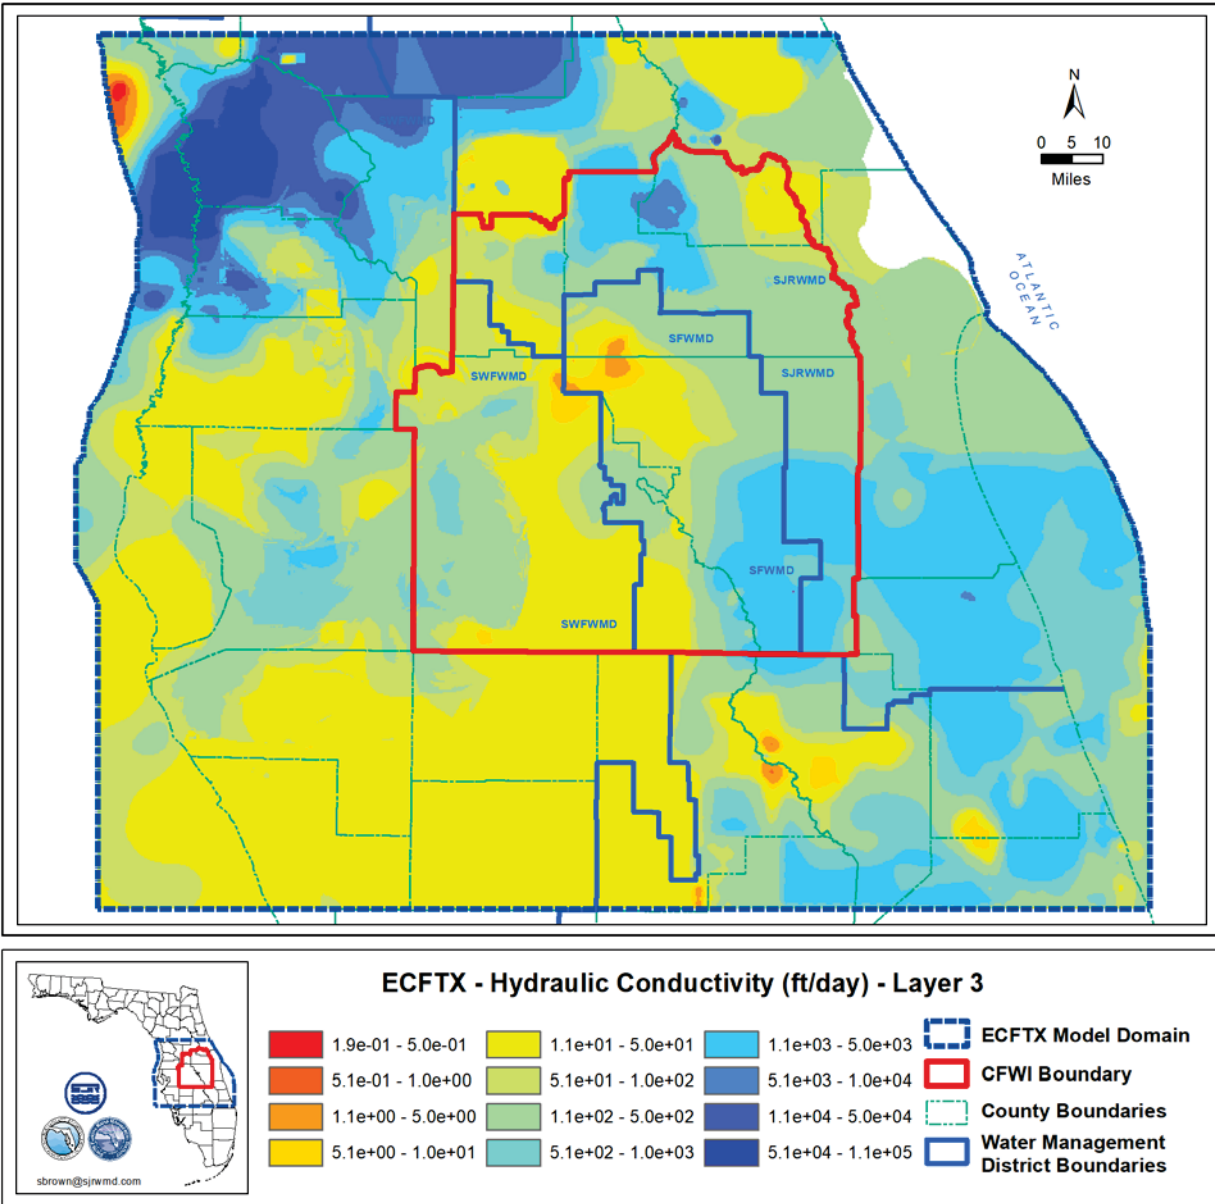 N
0 5 10
Miles
ATLANTIC
OCEAN
SJRWMD
SFWMD
SWFWMD
SJRWMD
SFWMD
SWFWMD
ECFTX - Hydraulic Conductivity (ft/day) - Layer 3
1.9e-01 - 5.0e-01
5.1e-01 - 1.0e+00
1.1e+00 - 5.0e+00
5.1e+00 - 1.0e+01
1.1e+01 - 5.0e+01
5.1e+01 - 1.0e+02
1.1e+02 - 5.0e+02
5.1e+02 - 1.0e+03
1.1e+03 - 5.0e+03
5.1e+03 - 1.0e+04
1.1e+04 - 5.0e+04
5.1e+04 - 1.1e+05
ECFTX Model Domain
CFWI Boundary
County Boundaries
Water Management
District Boundaries
sbrown@sjrwmd.com